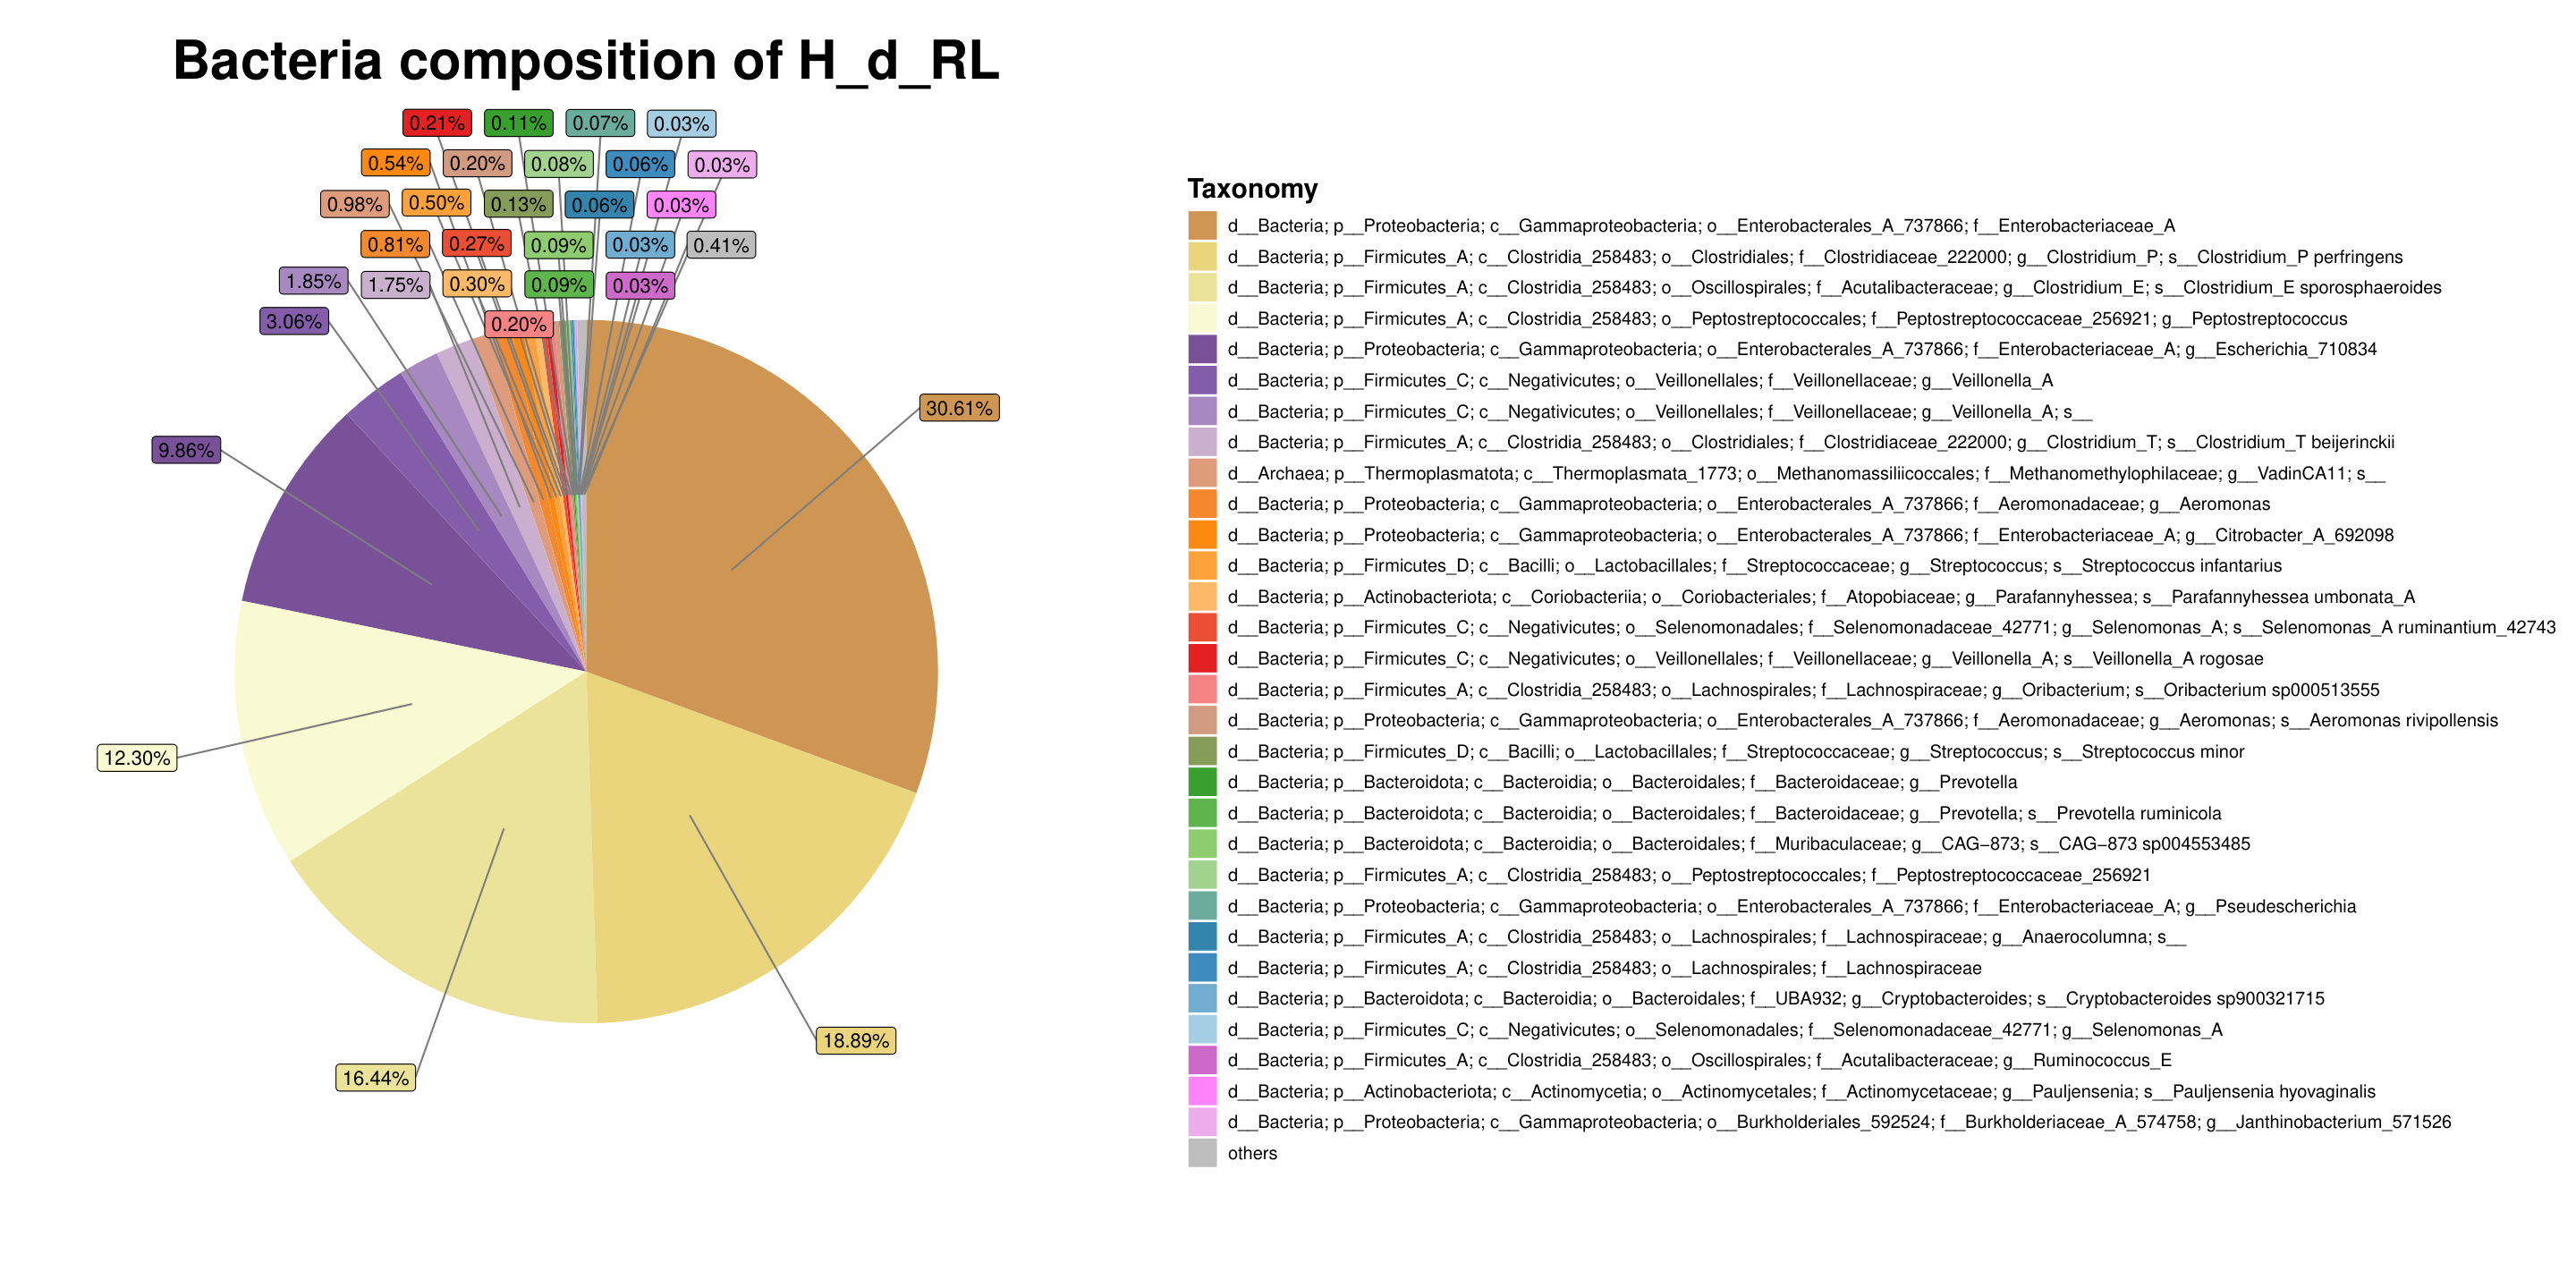 Bacteria composition of H_d_RL
0.21% 0.11% 0.07% 0.03%
0.54% 0.20% 0.08% 0.06% 0.03%
0.98% 0.50% 0.13% 0.06% 0.03%
0.81% 0.27% 0.09% 0.03% 0.41%
1.85% 1.75% 0.30% 0.09% 0.03%
3.06% 0.20%
30.61%
9.86%
12.30%
18.89%
16.44%
Taxonomy
d__Bacteria; p__Proteobacteria; c__Gammaproteobacteria; o__Enterobacterales_A_737866; f__Enterobacteriaceae_A
d__Bacteria; p__Firmicutes_A; c__Clostridia_258483; o__Clostridiales; f__Clostridiaceae_222000; g__Clostridium_P; s__Clostridium_P perfringens
d__Bacteria; p__Firmicutes_A; c__Clostridia_258483; o__Oscillospirales; f__Acutalibacteraceae; g__Clostridium_E; s__Clostridium_E sporosphaeroides
d__Bacteria; p__Firmicutes_A; c__Clostridia_258483; o__Peptostreptococcales; f__Peptostreptococcaceae_256921; g__Peptostreptococcus
d__Bacteria; p__Proteobacteria; c__Gammaproteobacteria; o__Enterobacterales_A_737866; f__Enterobacteriaceae_A; g__Escherichia_710834
d__Bacteria; p__Firmicutes_C; c__Negativicutes; o__Veillonellales; f__Veillonellaceae; g__Veillonella_A
d__Bacteria; p__Firmicutes_C; c__Negativicutes; o__Veillonellales; f__Veillonellaceae; g__Veillonella_A; s__
d__Bacteria; p__Firmicutes_A; c__Clostridia_258483; o__Clostridiales; f__Clostridiaceae_222000; g__Clostridium_T; s__Clostridium_T beijerinckii
d__Archaea; p__Thermoplasmatota; c__Thermoplasmata_1773; o__Methanomassiliicoccales; f__Methanomethylophilaceae; g__VadinCA11; s__
d__Bacteria; p__Proteobacteria; c__Gammaproteobacteria; o__Enterobacterales_A_737866; f__Aeromonadaceae; g__Aeromonas
d__Bacteria; p__Proteobacteria; c__Gammaproteobacteria; o__Enterobacterales_A_737866; f__Enterobacteriaceae_A; g__Citrobacter_A_692098
d__Bacteria; p__Firmicutes_D; c__Bacilli; o__Lactobacillales; f__Streptococcaceae; g__Streptococcus; s__Streptococcus infantarius
d__Bacteria; p__Actinobacteriota; c__Coriobacteriia; o__Coriobacteriales; f__Atopobiaceae; g__Parafannyhessea; s__Parafannyhessea umbonata_A
d__Bacteria; p__Firmicutes_C; c__Negativicutes; o__Selenomonadales; f__Selenomonadaceae_42771; g__Selenomonas_A; s__Selenomonas_A ruminantium_42743
d__Bacteria; p__Firmicutes_C; c__Negativicutes; o__Veillonellales; f__Veillonellaceae; g__Veillonella_A; s__Veillonella_A rogosae
d__Bacteria; p__Firmicutes_A; c__Clostridia_258483; o__Lachnospirales; f__Lachnospiraceae; g__Oribacterium; s__Oribacterium sp000513555
d__Bacteria; p__Proteobacteria; c__Gammaproteobacteria; o__Enterobacterales_A_737866; f__Aeromonadaceae; g__Aeromonas; s__Aeromonas rivipollensis
d__Bacteria; p__Firmicutes_D; c__Bacilli; o__Lactobacillales; f__Streptococcaceae; g__Streptococcus; s__Streptococcus minor
d__Bacteria; p__Bacteroidota; c__Bacteroidia; o__Bacteroidales; f__Bacteroidaceae; g__Prevotella
d__Bacteria; p__Bacteroidota; c__Bacteroidia; o__Bacteroidales; f__Bacteroidaceae; g__Prevotella; s__Prevotella ruminicola
d__Bacteria; p__Bacteroidota; c__Bacteroidia; o__Bacteroidales; f__Muribaculaceae; g__CAG−873; s__CAG−873 sp004553485
d__Bacteria; p__Firmicutes_A; c__Clostridia_258483; o__Peptostreptococcales; f__Peptostreptococcaceae_256921
d__Bacteria; p__Proteobacteria; c__Gammaproteobacteria; o__Enterobacterales_A_737866; f__Enterobacteriaceae_A; g__Pseudescherichia
d__Bacteria; p__Firmicutes_A; c__Clostridia_258483; o__Lachnospirales; f__Lachnospiraceae; g__Anaerocolumna; s__
d__Bacteria; p__Firmicutes_A; c__Clostridia_258483; o__Lachnospirales; f__Lachnospiraceae
d__Bacteria; p__Bacteroidota; c__Bacteroidia; o__Bacteroidales; f__UBA932; g__Cryptobacteroides; s__Cryptobacteroides sp900321715
d__Bacteria; p__Firmicutes_C; c__Negativicutes; o__Selenomonadales; f__Selenomonadaceae_42771; g__Selenomonas_A
d__Bacteria; p__Firmicutes_A; c__Clostridia_258483; o__Oscillospirales; f__Acutalibacteraceae; g__Ruminococcus_E
d__Bacteria; p__Actinobacteriota; c__Actinomycetia; o__Actinomycetales; f__Actinomycetaceae; g__Pauljensenia; s__Pauljensenia hyovaginalis
d__Bacteria; p__Proteobacteria; c__Gammaproteobacteria; o__Burkholderiales_592524; f__Burkholderiaceae_A_574758; g__Janthinobacterium_571526
others